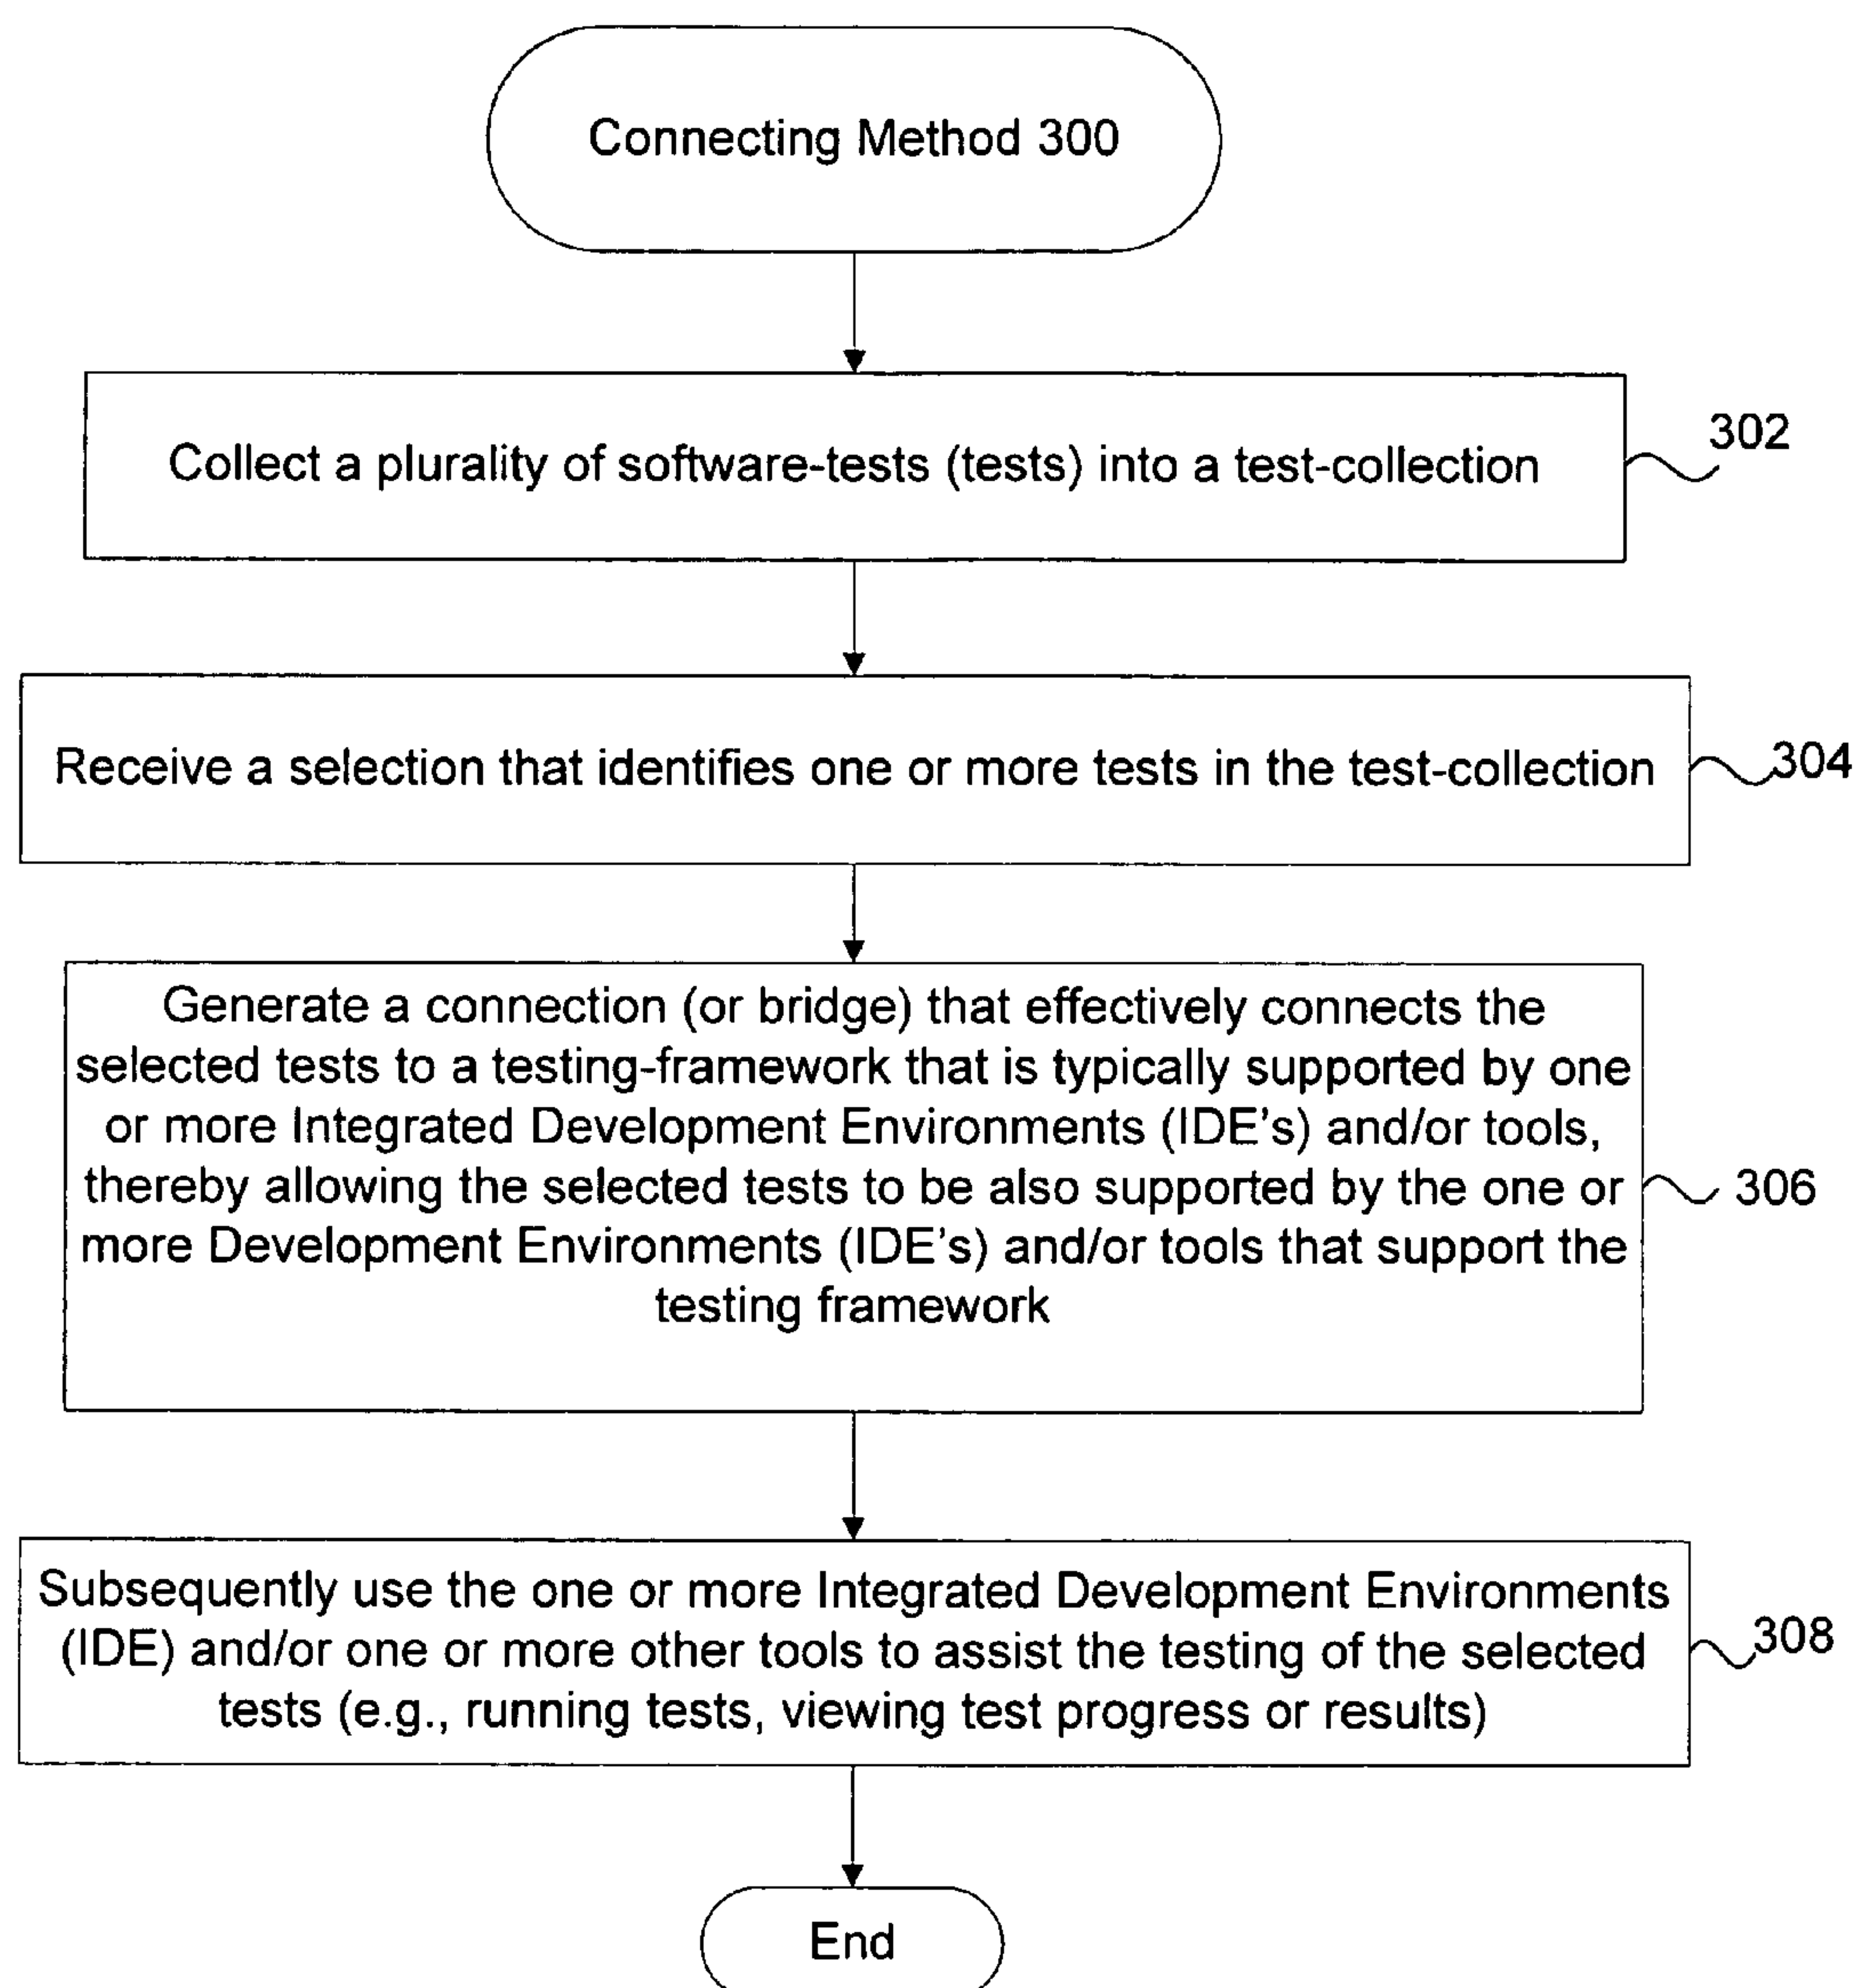 Connecting Method 300
Collect a plurality of software-tests (tests) into a test-collection
302
Receive a selection that identifies one or more tests in the test-collection
304
Generate a connection (or bridge) that effectively connects the
selected tests to a testing-framework that is typically supported by one
or more Integrated Development Environments (IDE's) and/or tools,
thereby allowing the selected tests to be also supported by the one or
more Development Environments (IDE's) and/or tools that support the
testing framework
306
Subsequently use the one or more Integrated Development Environments
(IDE) and/or one or more other tools to assist the testing of the selected
tests (e.g., running tests, viewing test progress or results)
308
End